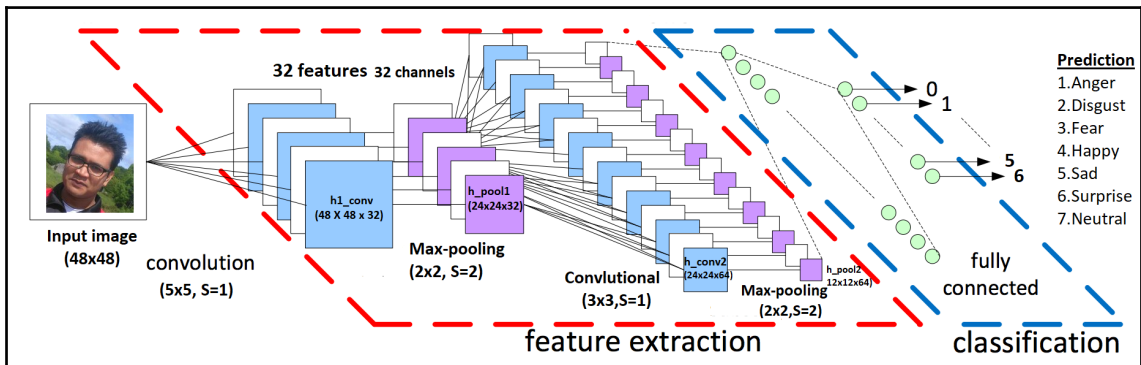 32 features 32 channels
Input image
(48x48)
convolution
(5x5, S=1)
h1_conv
(48 X 48 x 32)
h_pool1
(24x24x32)
Max-pooling
(2x2, S=2)
Convlutional
(3x3,S=1)
h_conv2
(24x24x64)
Max-pooling
(2x2,S=2)
h_pool2
12x12x64)
feature extraction
0
1
5
6
fully
connected
classification
Prediction
1.Anger
2.Disgust
3.Fear
4.Happy
5.Sad
6.Surprise
7.Neutral